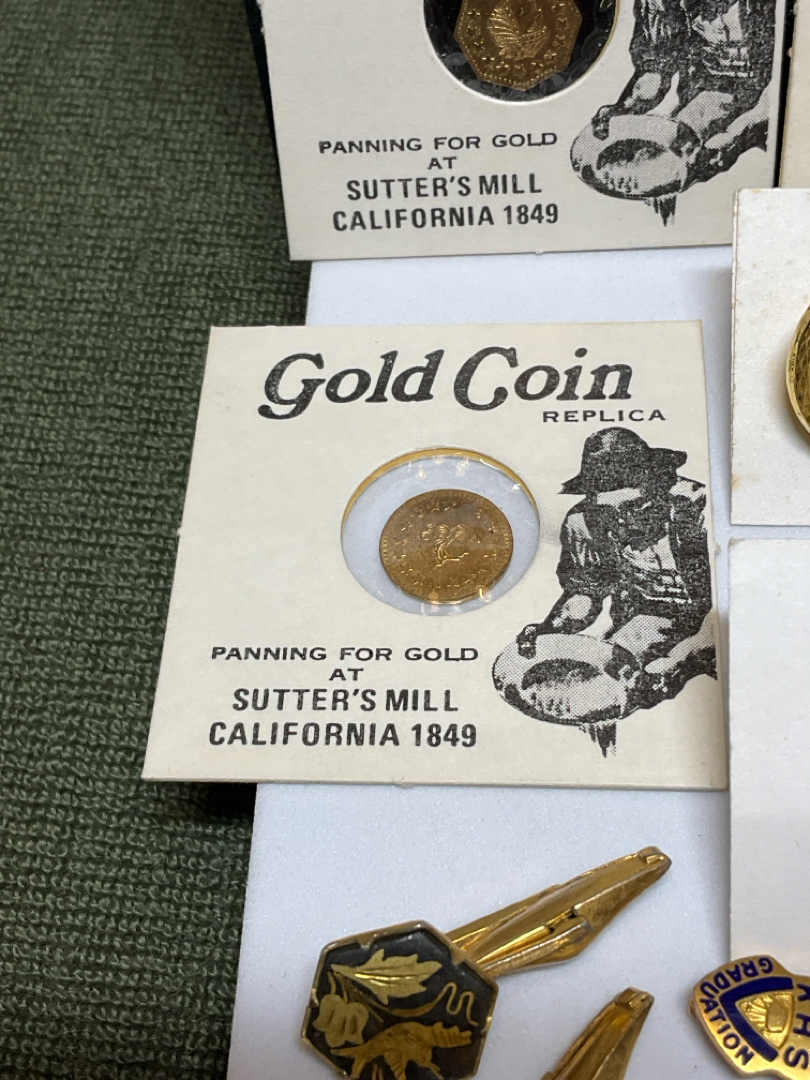 PANNING FOR GOLD
AT
SUTTER'S MILL
CALIFORNIA 1849
Gold Coin
REPLICA
PANNING FOR GOLD
AT
SUTTER'S MILL
CALIFORNIA 1849
GRADUATION
HS